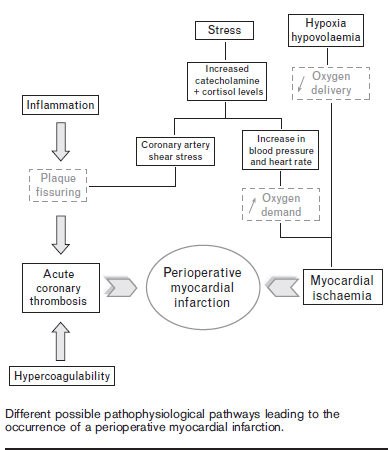 Stress
Hypoxia
hypovolaemia
Increased
catecholamine
+ cortisol levels
Oxygen
delivery
Inflammation
Coronary artery
shear stress
Increase in
blood pressure
and heart rate
Plaque
fissuring
Oxygen
demand
Acute
coronary
thrombosis
Perioperative
myocardial
infarction
Myocardial
ischaemia
Hypercoagulability
Different possible pathophysiological pathways leading to the
occurrence of a perioperative myocardial infarction.